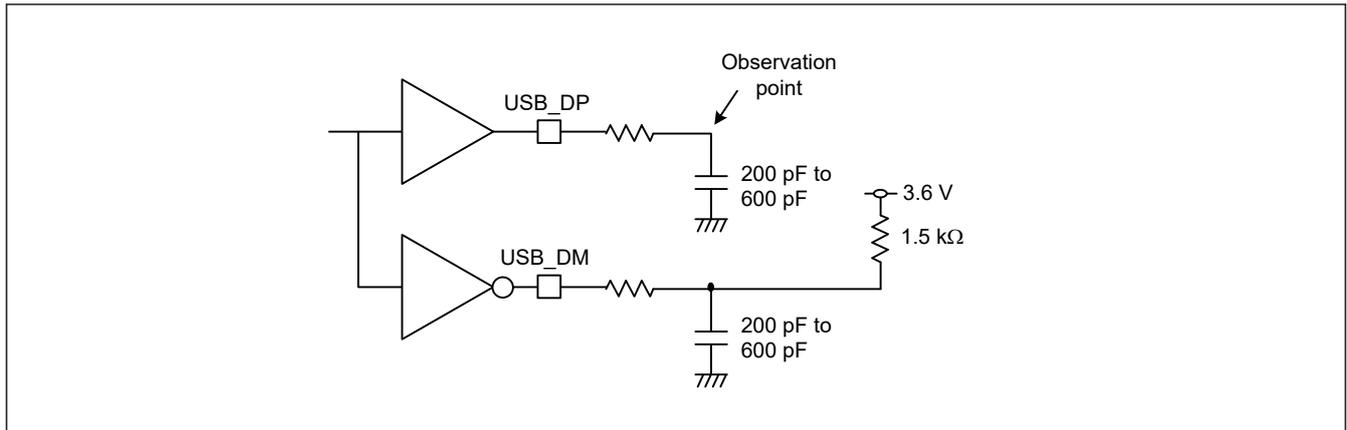 Observation
point
USB_DP
200 pF to
600 pF
3.6 V
1.5 kΩ
USB_DM
200 pF to
600 pF